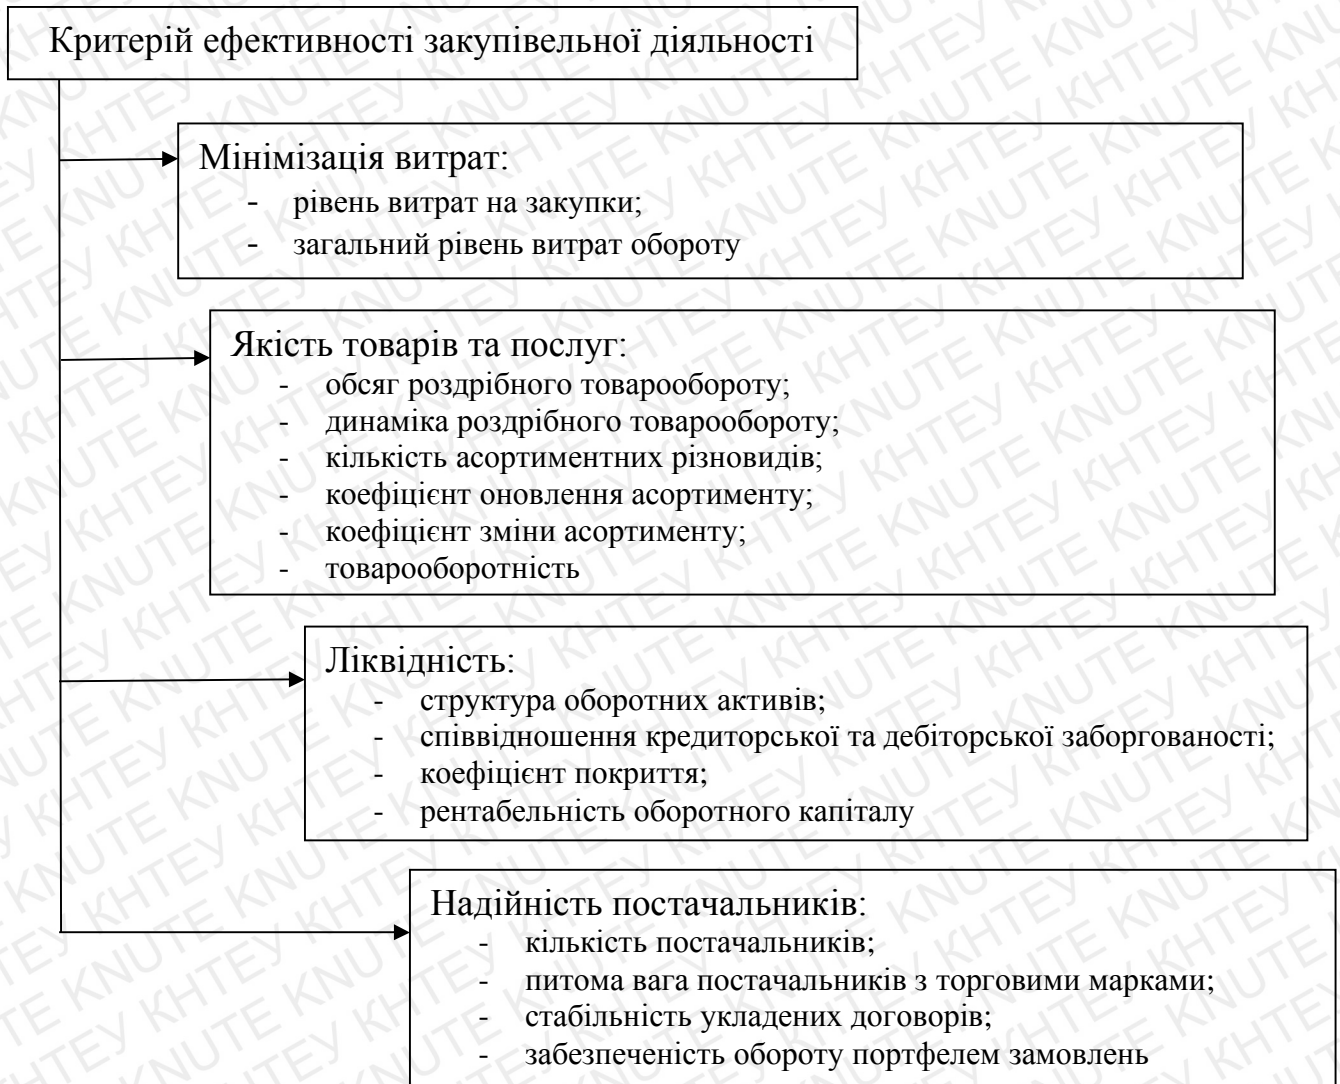 Критерій ефективності закупівельної діяльності
Мінімізація витрат:
- рівень витрат на закупки;
- загальний рівень витрат обороту
Якість товарів та послуг:
- обсяг роздрібного товарообороту;
- динаміка роздрібного товарообороту;
- кількість асортиментних різновидів;
- коефіцієнт оновлення асортименту;
- коефіцієнт зміни асортименту;
- товарооборотність
Ліквідність:
- структура оборотних активів;
- співвідношення кредиторської та дебіторської заборгованості;
- коефіцієнт покриття;
- рентабельність оборотного капіталу
Надійність постачальників:
- кількість постачальників;
- питома вага постачальників з торговими марками;
- стабільність укладених договорів;
- забезпеченість обороту портфелем замовлень